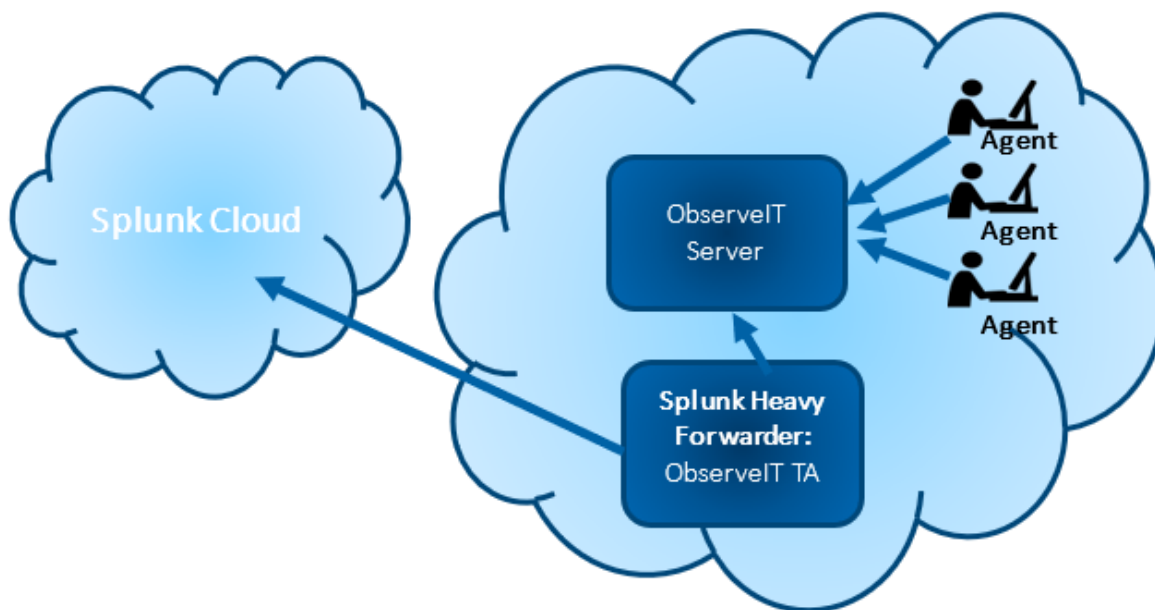 Splunk Cloud
ObserveIT
Server
Agent
Agent
Agent
Splunk Heavy
Forwarder:
ObserveIT TA